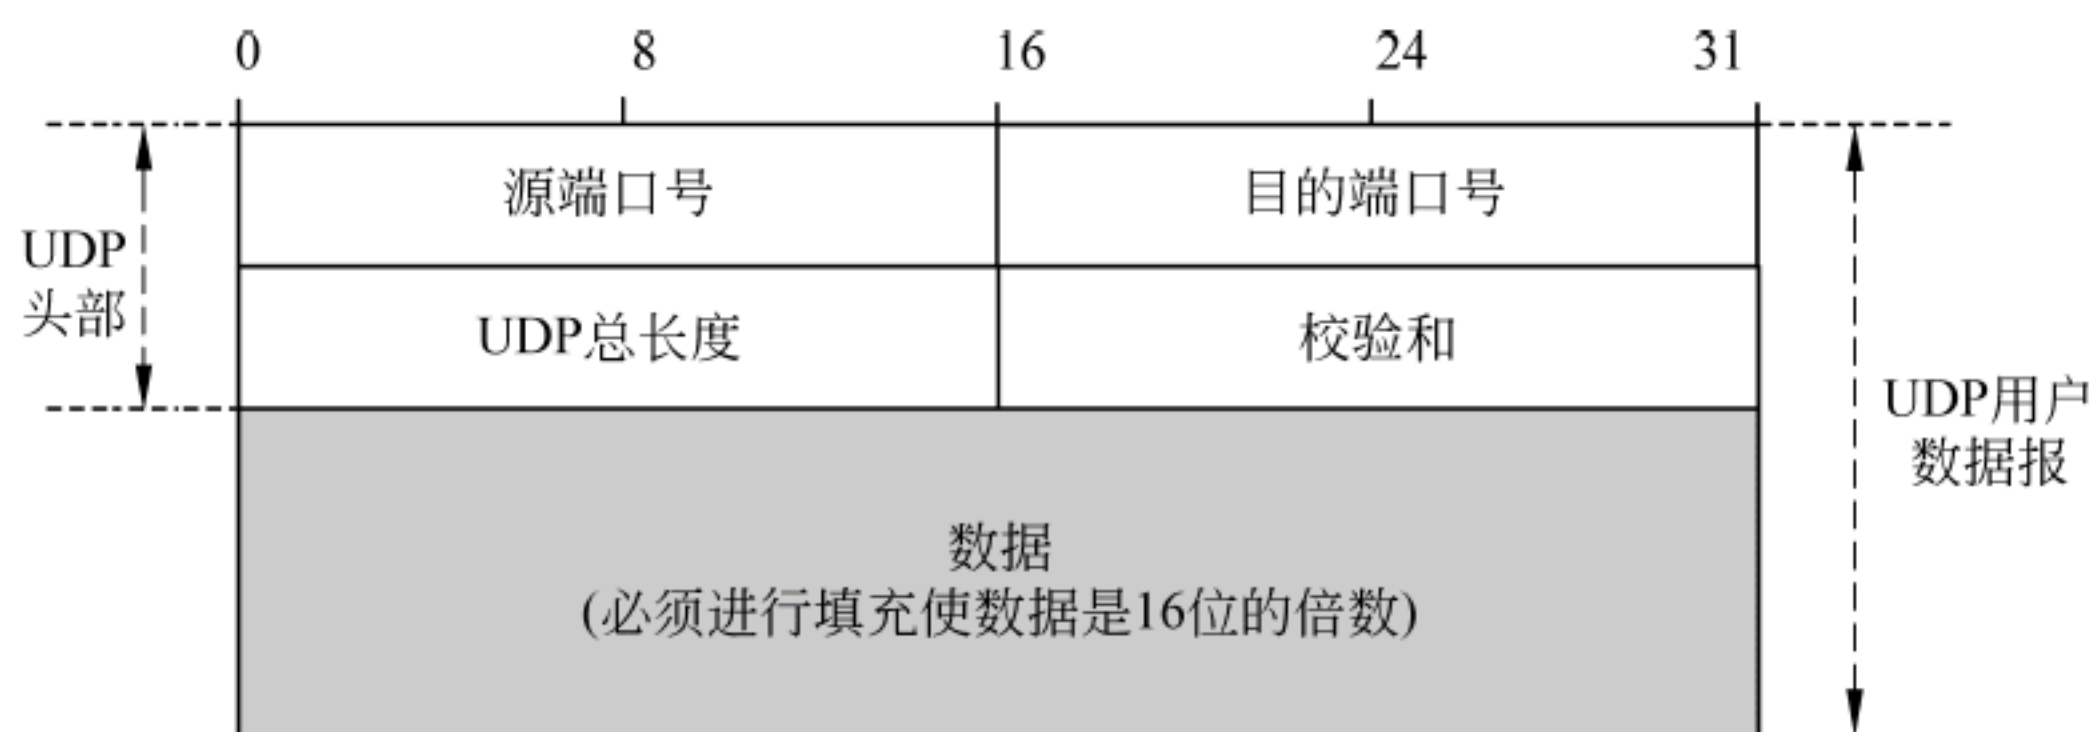 0 8 16 24 31
源端口号 目的端口号
UDP
头部
UDP总长度 校验和
UDP用户
数据报
数据
(必须进行填充使数据是16位的倍数)